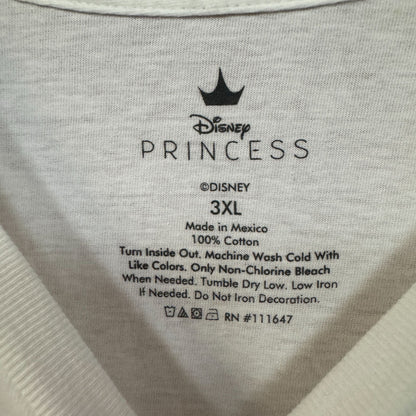 Disney
PRINCESS
©DISNEY
3XL
Made in Mexico
100% Cotton
Turn Inside Out. Machine Wash Cold With
Like Colors. Only Non-Chlorine Bleach
When Needed. Tumble Dry Low. Low Iron
If Needed. Do Not Iron Decoration.
RN #111647